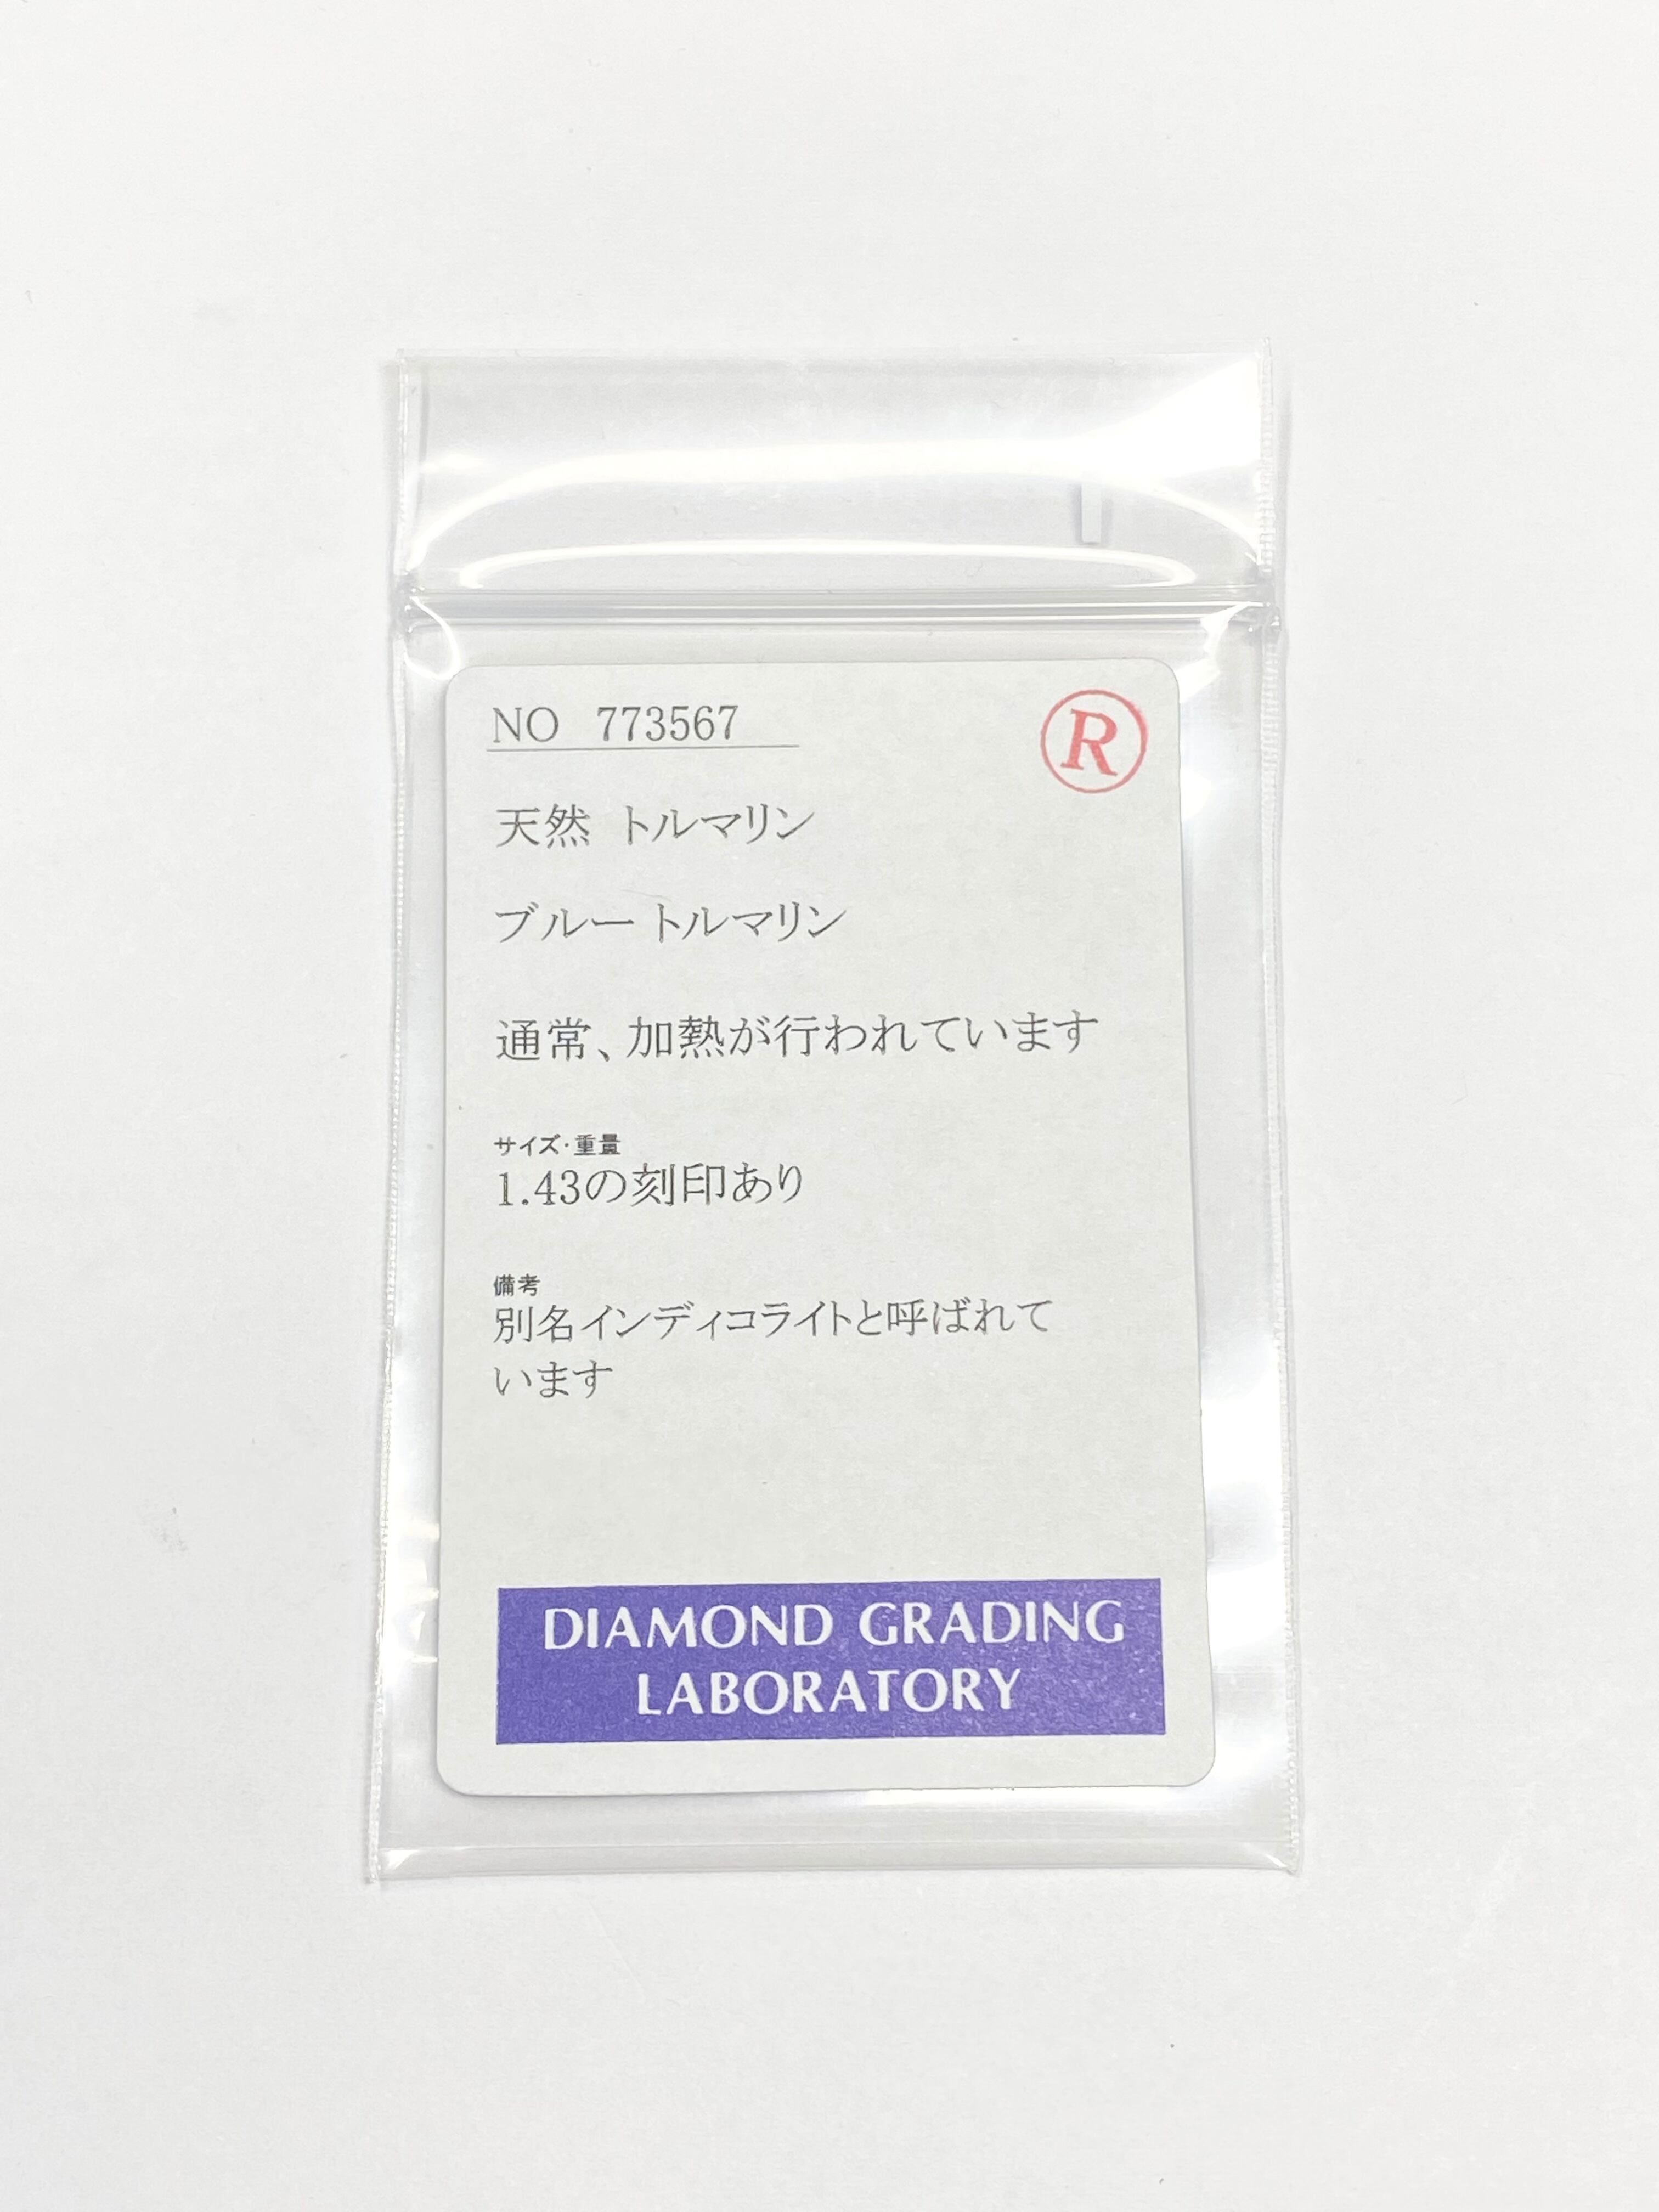 NO 773567
R
天然 トルマリン
ブルー トルマリン
通常、加熱が行われています
サイズ・重量
1.43の刻印あり
備考
別名インディコライトと呼ばれて
います
DIAMOND GRADING
LABORATORY